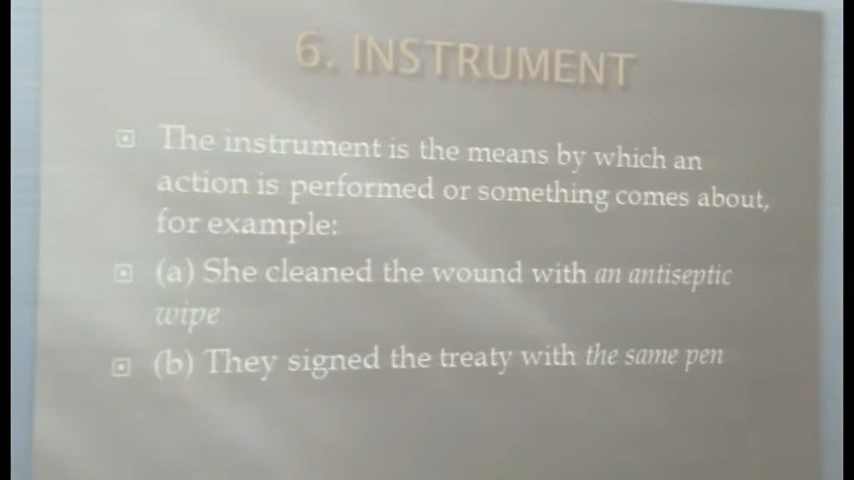 6. INSTRUMENT
The instrument is the means by which an
action is performed or something comes about,
for example:
(a) She cleaned the wound with an antiseptic
wipe
(b) They signed the treaty with the same pen